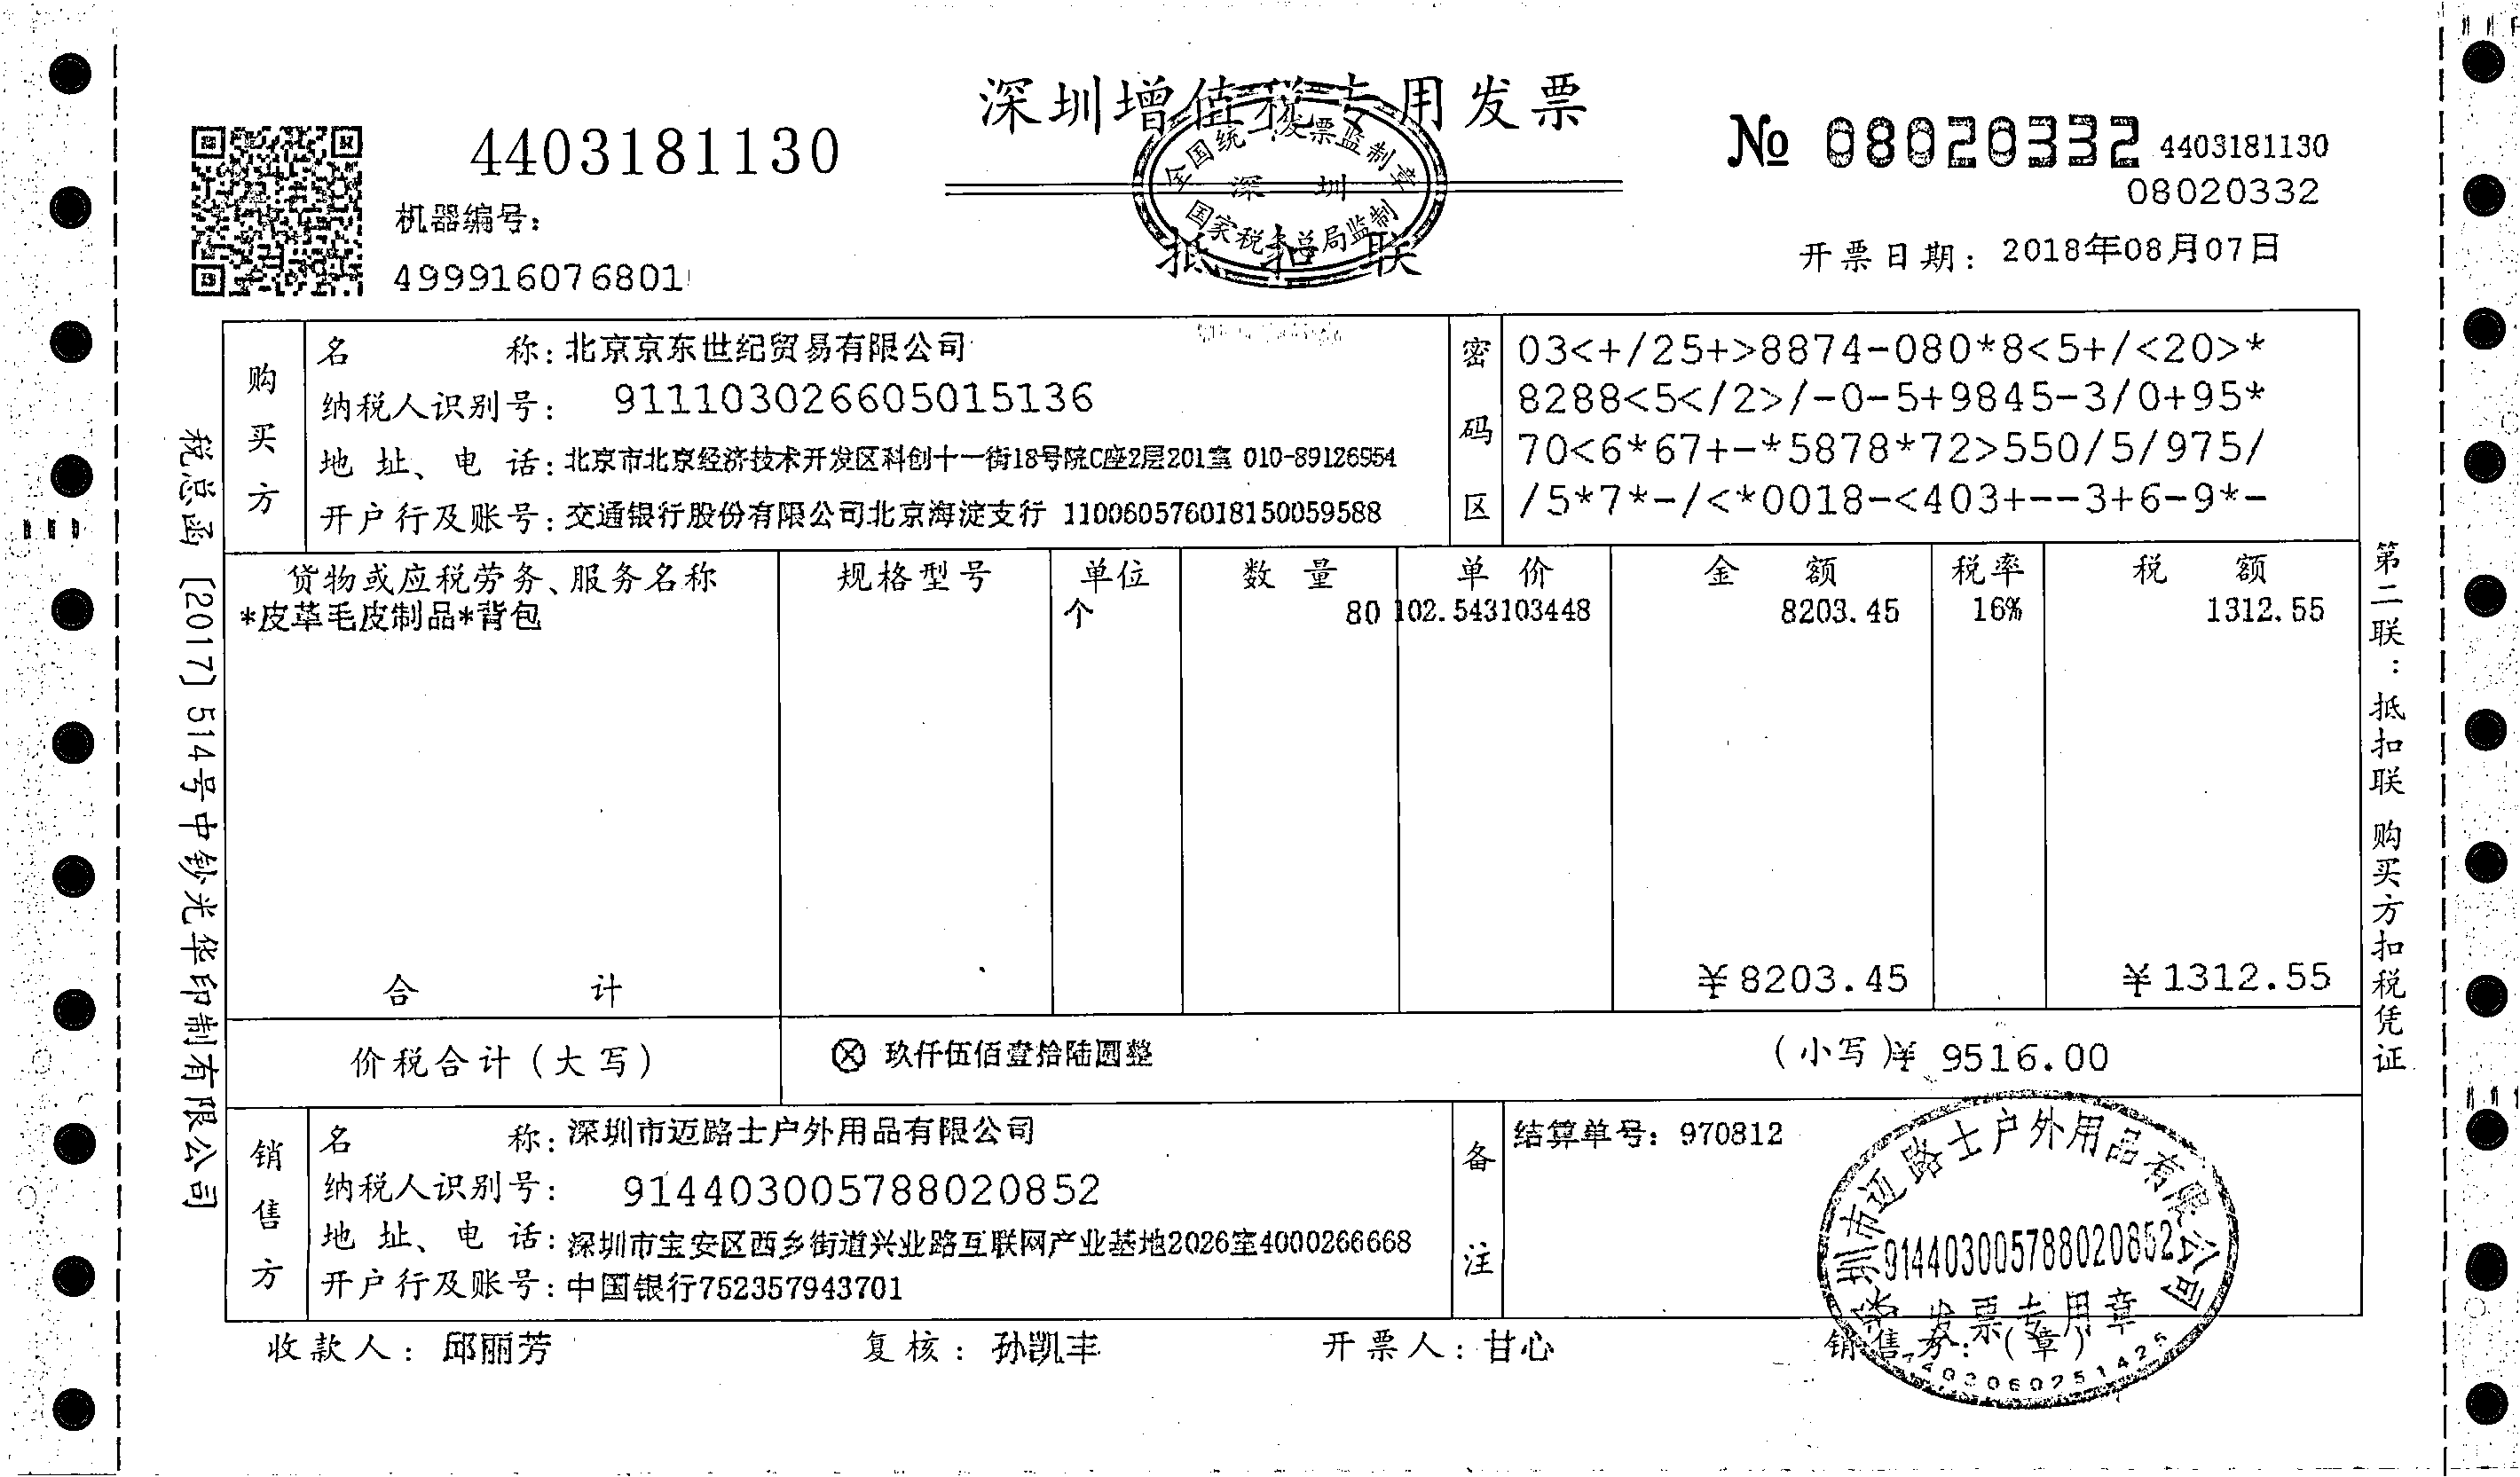 深圳增值税专用发票
4403181130
№ 08020332 4403181130
08020332
全国统一发票监制章
深 圳
国家税务总局监制
抵 扣 联
机器编号:
499916076801
开票日期: 2018年08月07日
购买方
名 称: 北京京东世纪贸易有限公司
纳税人识别号: 911103026605015136
地 址、电 话: 北京市北京经济技术开发区科创十一街18号院C座2层201室 010-89126954
开户行及账号: 交通银行股份有限公司北京海淀支行 110060576018150059588
密码区
03<+/25+>8874-080*8<5+/<20>*
8288<5</2>/-0-5+9845-3/0+95*
70<6*67+-*5878*72>550/5/975/
/5*7*-/<*0018-<403+--3+6-9*-
货物或应税劳务、服务名称 规格型号 单位 数 量 单 价 金 额 税率 税 额
*皮革毛皮制品*背包 个 80 102.543103448 8203.45 16% 1312.55
合 计 ¥8203.45 ¥1312.55
价税合计(大写) ⊗ 玖仟伍佰壹拾陆圆整 (小写)¥ 9516.00
销售方
名 称: 深圳市迈路士户外用品有限公司
纳税人识别号: 914403005788020852
地 址、电 话: 深圳市宝安区西乡街道兴业路互联网产业基地2026室4000266668
开户行及账号: 中国银行752357943701
备注
结算单号: 970812
深圳市迈路士户外用品有限公司
914403005788020852
发票专用章
收款人: 邱丽芳 复核: 孙凯丰 开票人: 甘心 销售方:(章)
税总函 [2017] 514号中钞光华印制有限公司
第二联:抵扣联 购买方扣税凭证